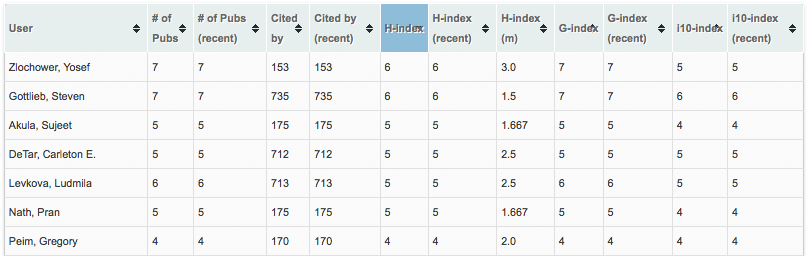 User # of Pubs # of Pubs (recent) Cited by Cited by (recent) H-index H-index (recent) H-index (m) G-index G-index (recent) i10-index i10-index (recent)
Zlochower, Yosef 7 7 153 153 6 6 3.0 7 7 5 5
Gottlieb, Steven 7 7 735 735 6 6 1.5 7 7 6 6
Akula, Sujeet 5 5 175 175 5 5 1.667 5 5 4 4
DeTar, Carleton E. 5 5 712 712 5 5 2.5 5 5 5 5
Levkova, Ludmila 6 6 713 713 5 5 2.5 6 6 5 5
Nath, Pran 5 5 175 175 5 5 1.667 5 5 4 4
Peim, Gregory 4 4 170 170 4 4 2.0 4 4 4 4